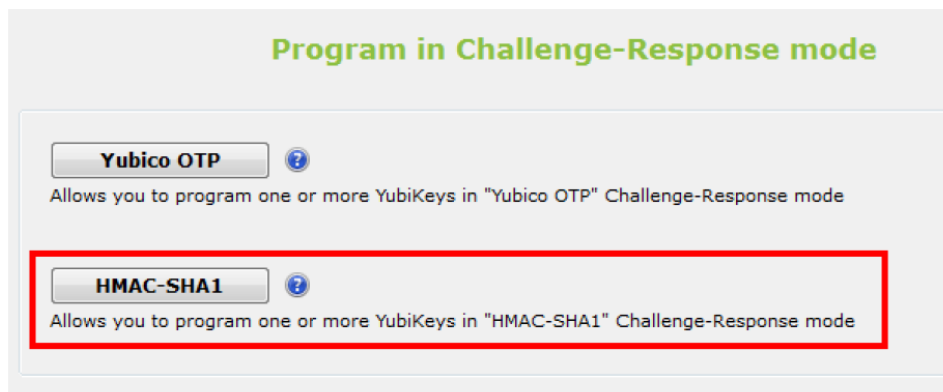 Program in Challenge-Response mode
Yubico OTP
Allows you to program one or more YubiKeys in "Yubico OTP" Challenge-Response mode
HMAC-SHA1
Allows you to program one or more YubiKeys in "HMAC-SHA1" Challenge-Response mode